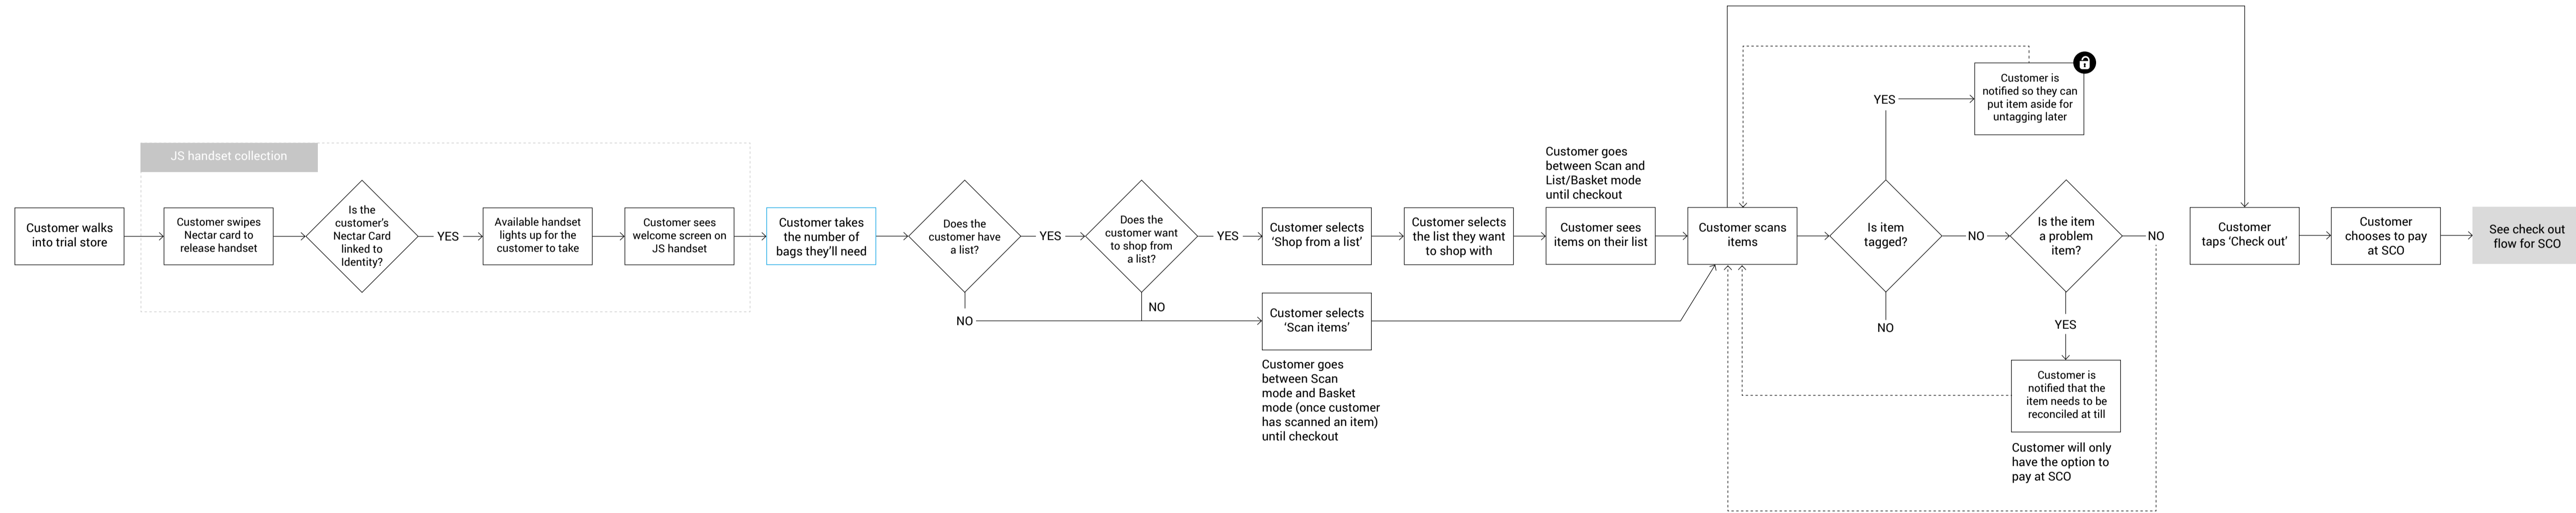 JS handset collection
Customer walks
into trial store
Customer swipes
Nectar card to
release handset
Is the
customer's
Nectar Card
linked to
Identity?
YES
Available handset
lights up for the
customer to take
Customer sees
welcome screen on
JS handset
Customer takes
the number of
bags they'll need
Does the
customer have
a list?
YES
NO
Does the
customer want
to shop from
a list?
YES
NO
Customer selects
'Shop from a list'
Customer selects
the list they want
to shop with
Customer goes
between Scan and
List/Basket mode
until checkout
Customer sees
items on their list
Customer selects
'Scan items'
Customer goes
between Scan
mode and Basket
mode (once customer
has scanned an item)
until checkout
Customer scans
items
Is item
tagged?
YES
Customer is
notified so they can
put item aside for
untagging later
NO
NO
Is the item
a problem
item?
NO
YES
Customer is
notified that the
item needs to be
reconciled at till
Customer will only
have the option to
pay at SCO
Customer
taps 'Check out'
Customer
chooses to pay
at SCO
See check out
flow for SCO